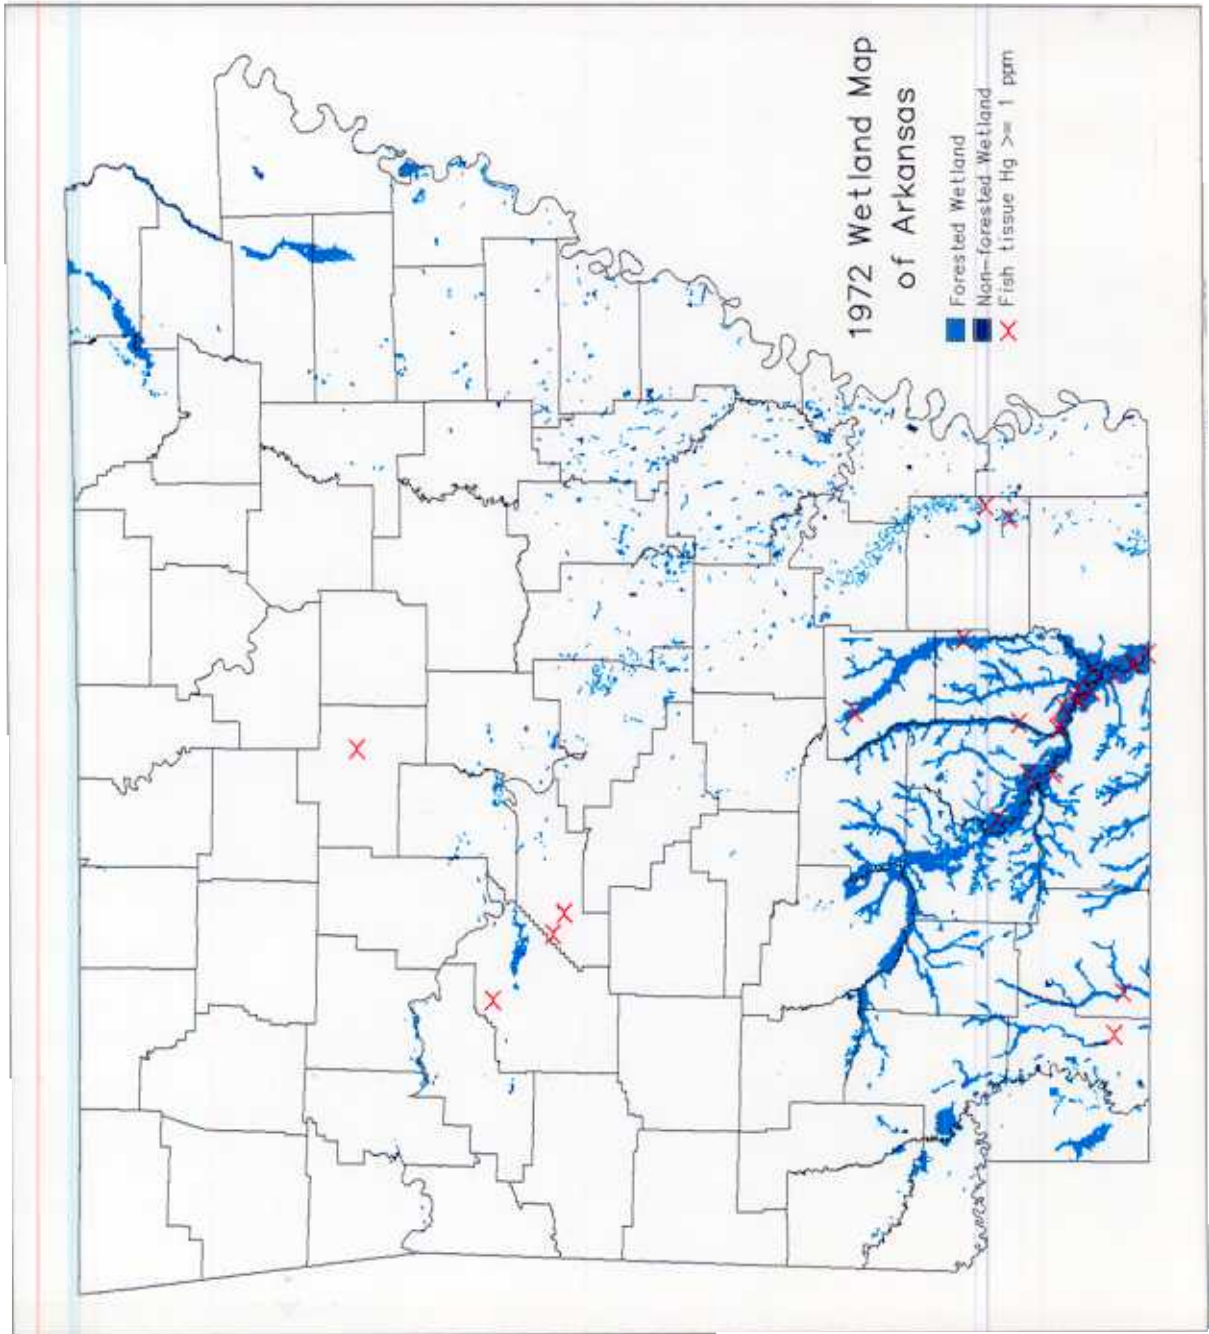 1972 Wetland Map
of Arkansas
Forested Wetland
Non-forested Wetland
Fish tissue Hg >= 1 ppm